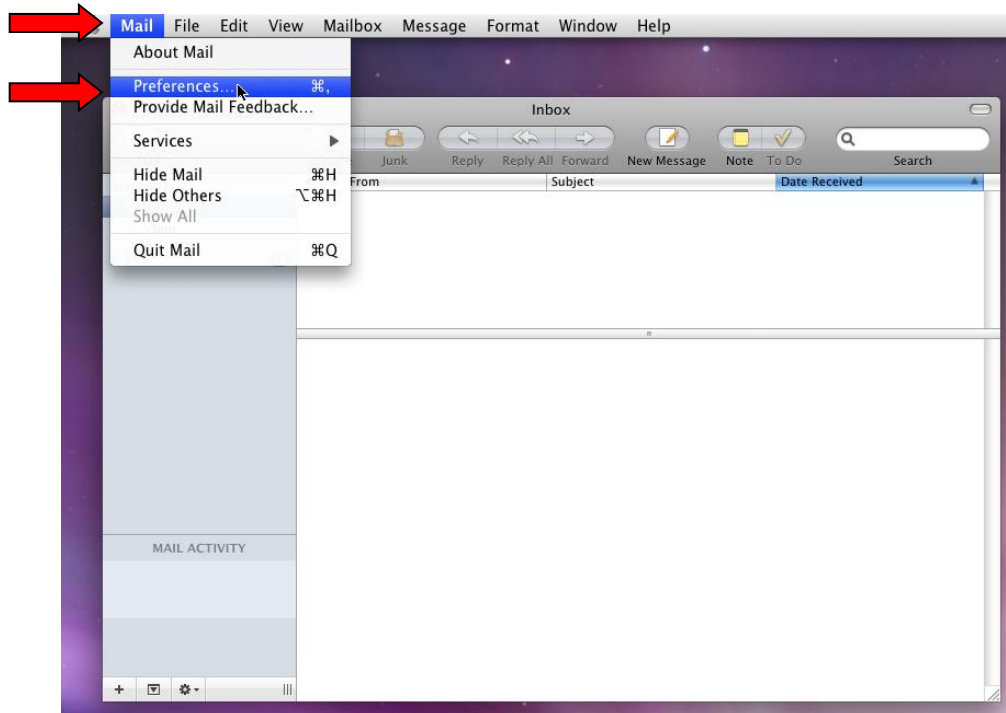 Mail File Edit View Mailbox Message Format Window Help
About Mail
Preferences... ⌘,
Provide Mail Feedback...
Services ▶
Hide Mail ⌘H
Hide Others ⌥⌘H
Show All
Quit Mail ⌘Q
Inbox
Junk Reply Reply All Forward New Message Note To Do Search
From Subject Date Received
MAIL ACTIVITY